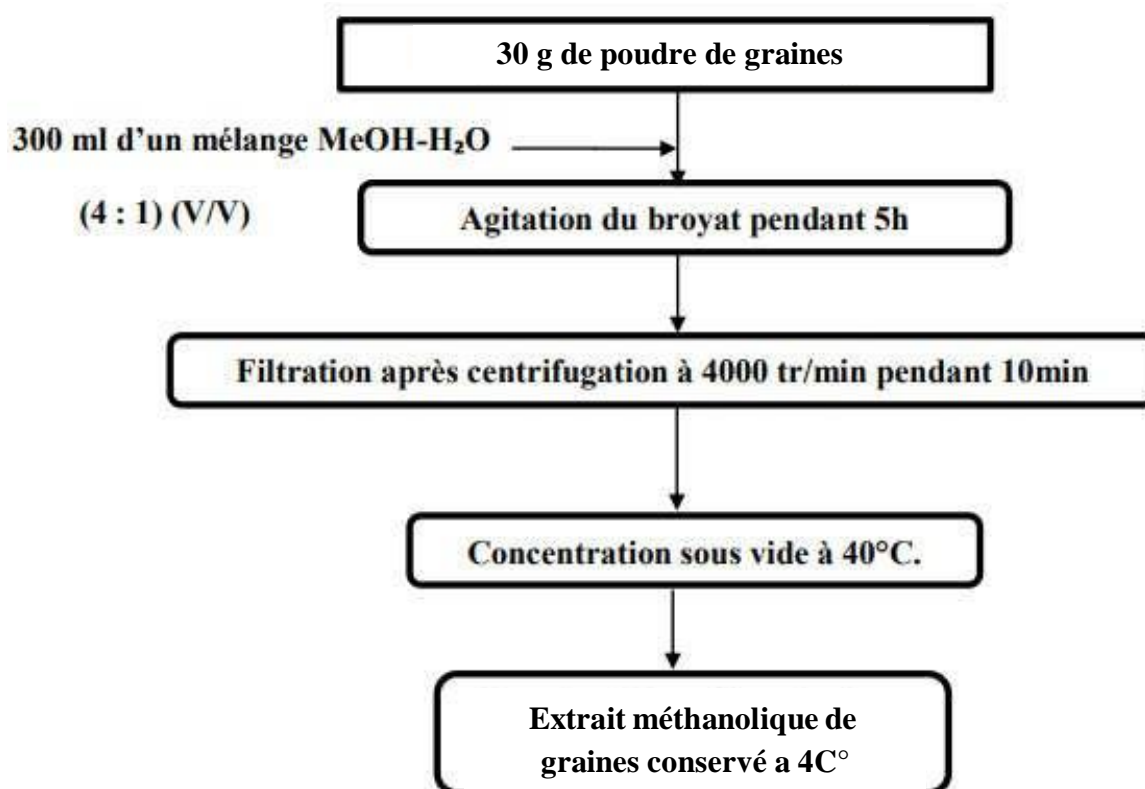 30 g de poudre de graines
300 ml d’un mélange MeOH-H₂O
(4 : 1) (V/V)
Agitation du broyat pendant 5h
Filtration après centrifugation à 4000 tr/min pendant 10min
Concentration sous vide à 40°C.
Extrait méthanolique de
graines conservé a 4C°